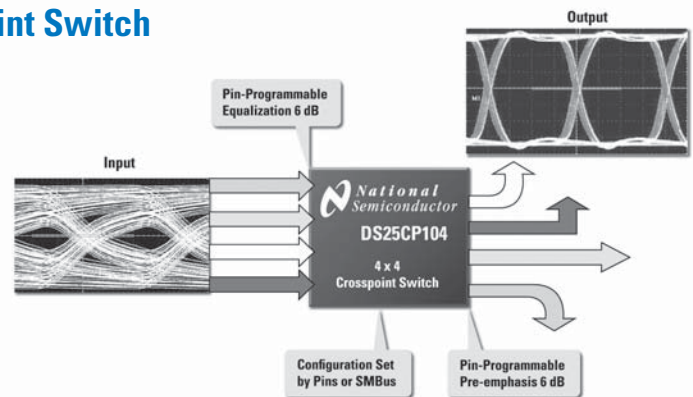 int Switch
Output
Pin-Programmable
Equalization 6 dB
Input
National
Semiconductor
DS25CP104
4 x 4
Crosspoint Switch
Configuration Set
by Pins or SMBus
Pin-Programmable
Pre-emphasis 6 dB